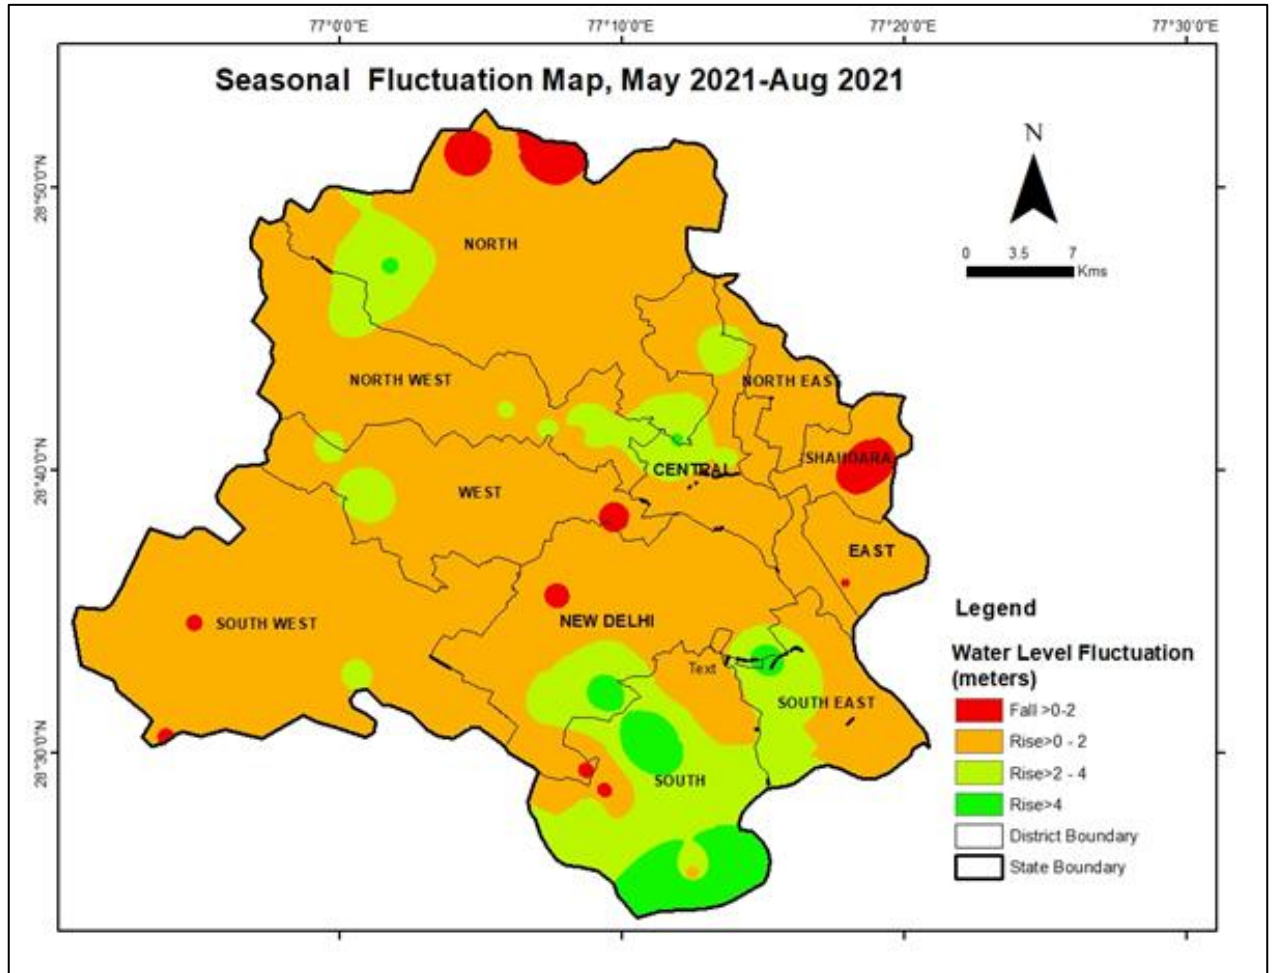 77°0'0"E 77°10'0"E 77°20'0"E 77°30'0"E
Seasonal Fluctuation Map, May 2021-Aug 2021
N
28°50'0"N
NORTH
0 3.5 7
Kms
NORTH WEST
NORTH EAST
28°40'0"N
CENTRAL
SHAHDARA
WEST
EAST
SOUTH WEST
NEW DELHI
Text
SOUTH EAST
28°30'0"N
SOUTH
Legend
Water Level Fluctuation
(meters)
Fall >0-2
Rise>0 - 2
Rise>2 - 4
Rise>4
District Boundary
State Boundary